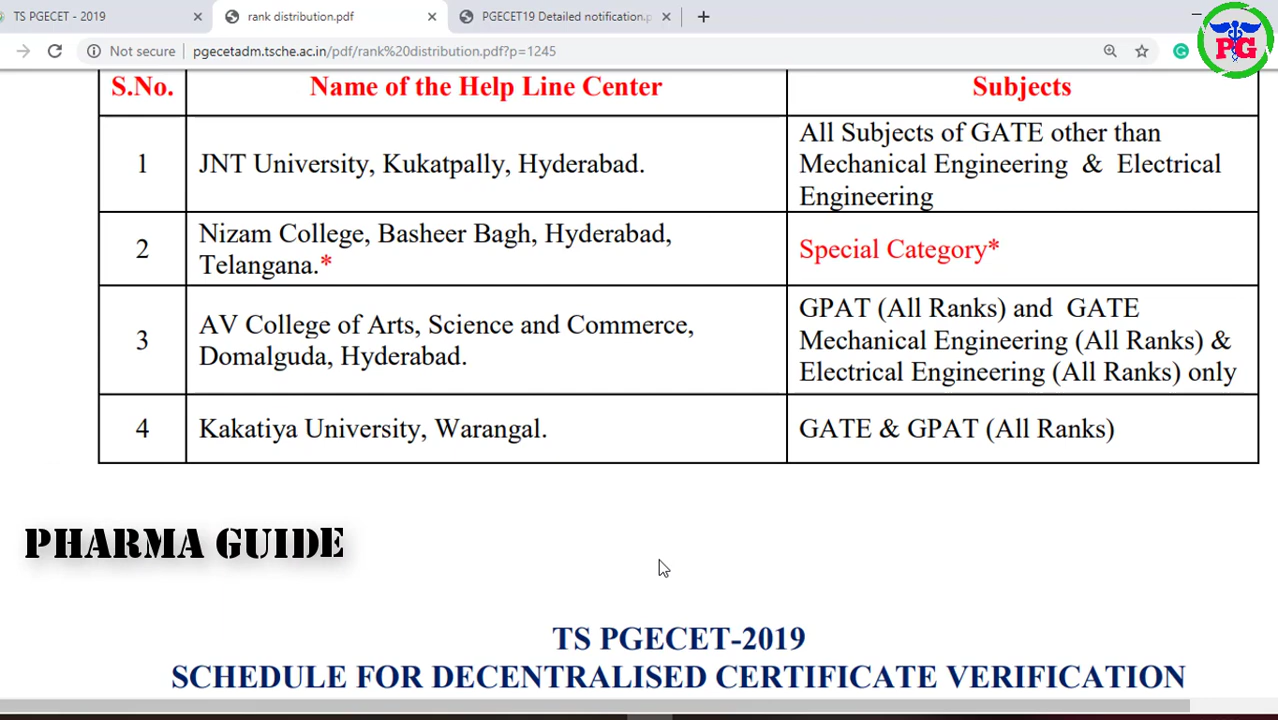 TS PGECET - 2019
rank distribution.pdf
PGECET19 Detailed notification.p
Not secure
pgecetadm.tsche.ac.in/pdf/rank%20distribution.pdf?p=1245
PG
S.No.
Name of the Help Line Center
Subjects
1
JNT University, Kukatpally, Hyderabad.
All Subjects of GATE other than
Mechanical Engineering & Electrical
Engineering
2
Nizam College, Basheer Bagh, Hyderabad,
Telangana.*
Special Category*
3
AV College of Arts, Science and Commerce,
Domalguda, Hyderabad.
GPAT (All Ranks) and GATE
Mechanical Engineering (All Ranks) &
Electrical Engineering (All Ranks) only
4
Kakatiya University, Warangal.
GATE & GPAT (All Ranks)
PHARMA GUIDE
TS PGECET-2019
SCHEDULE FOR DECENTRALISED CERTIFICATE VERIFICATION